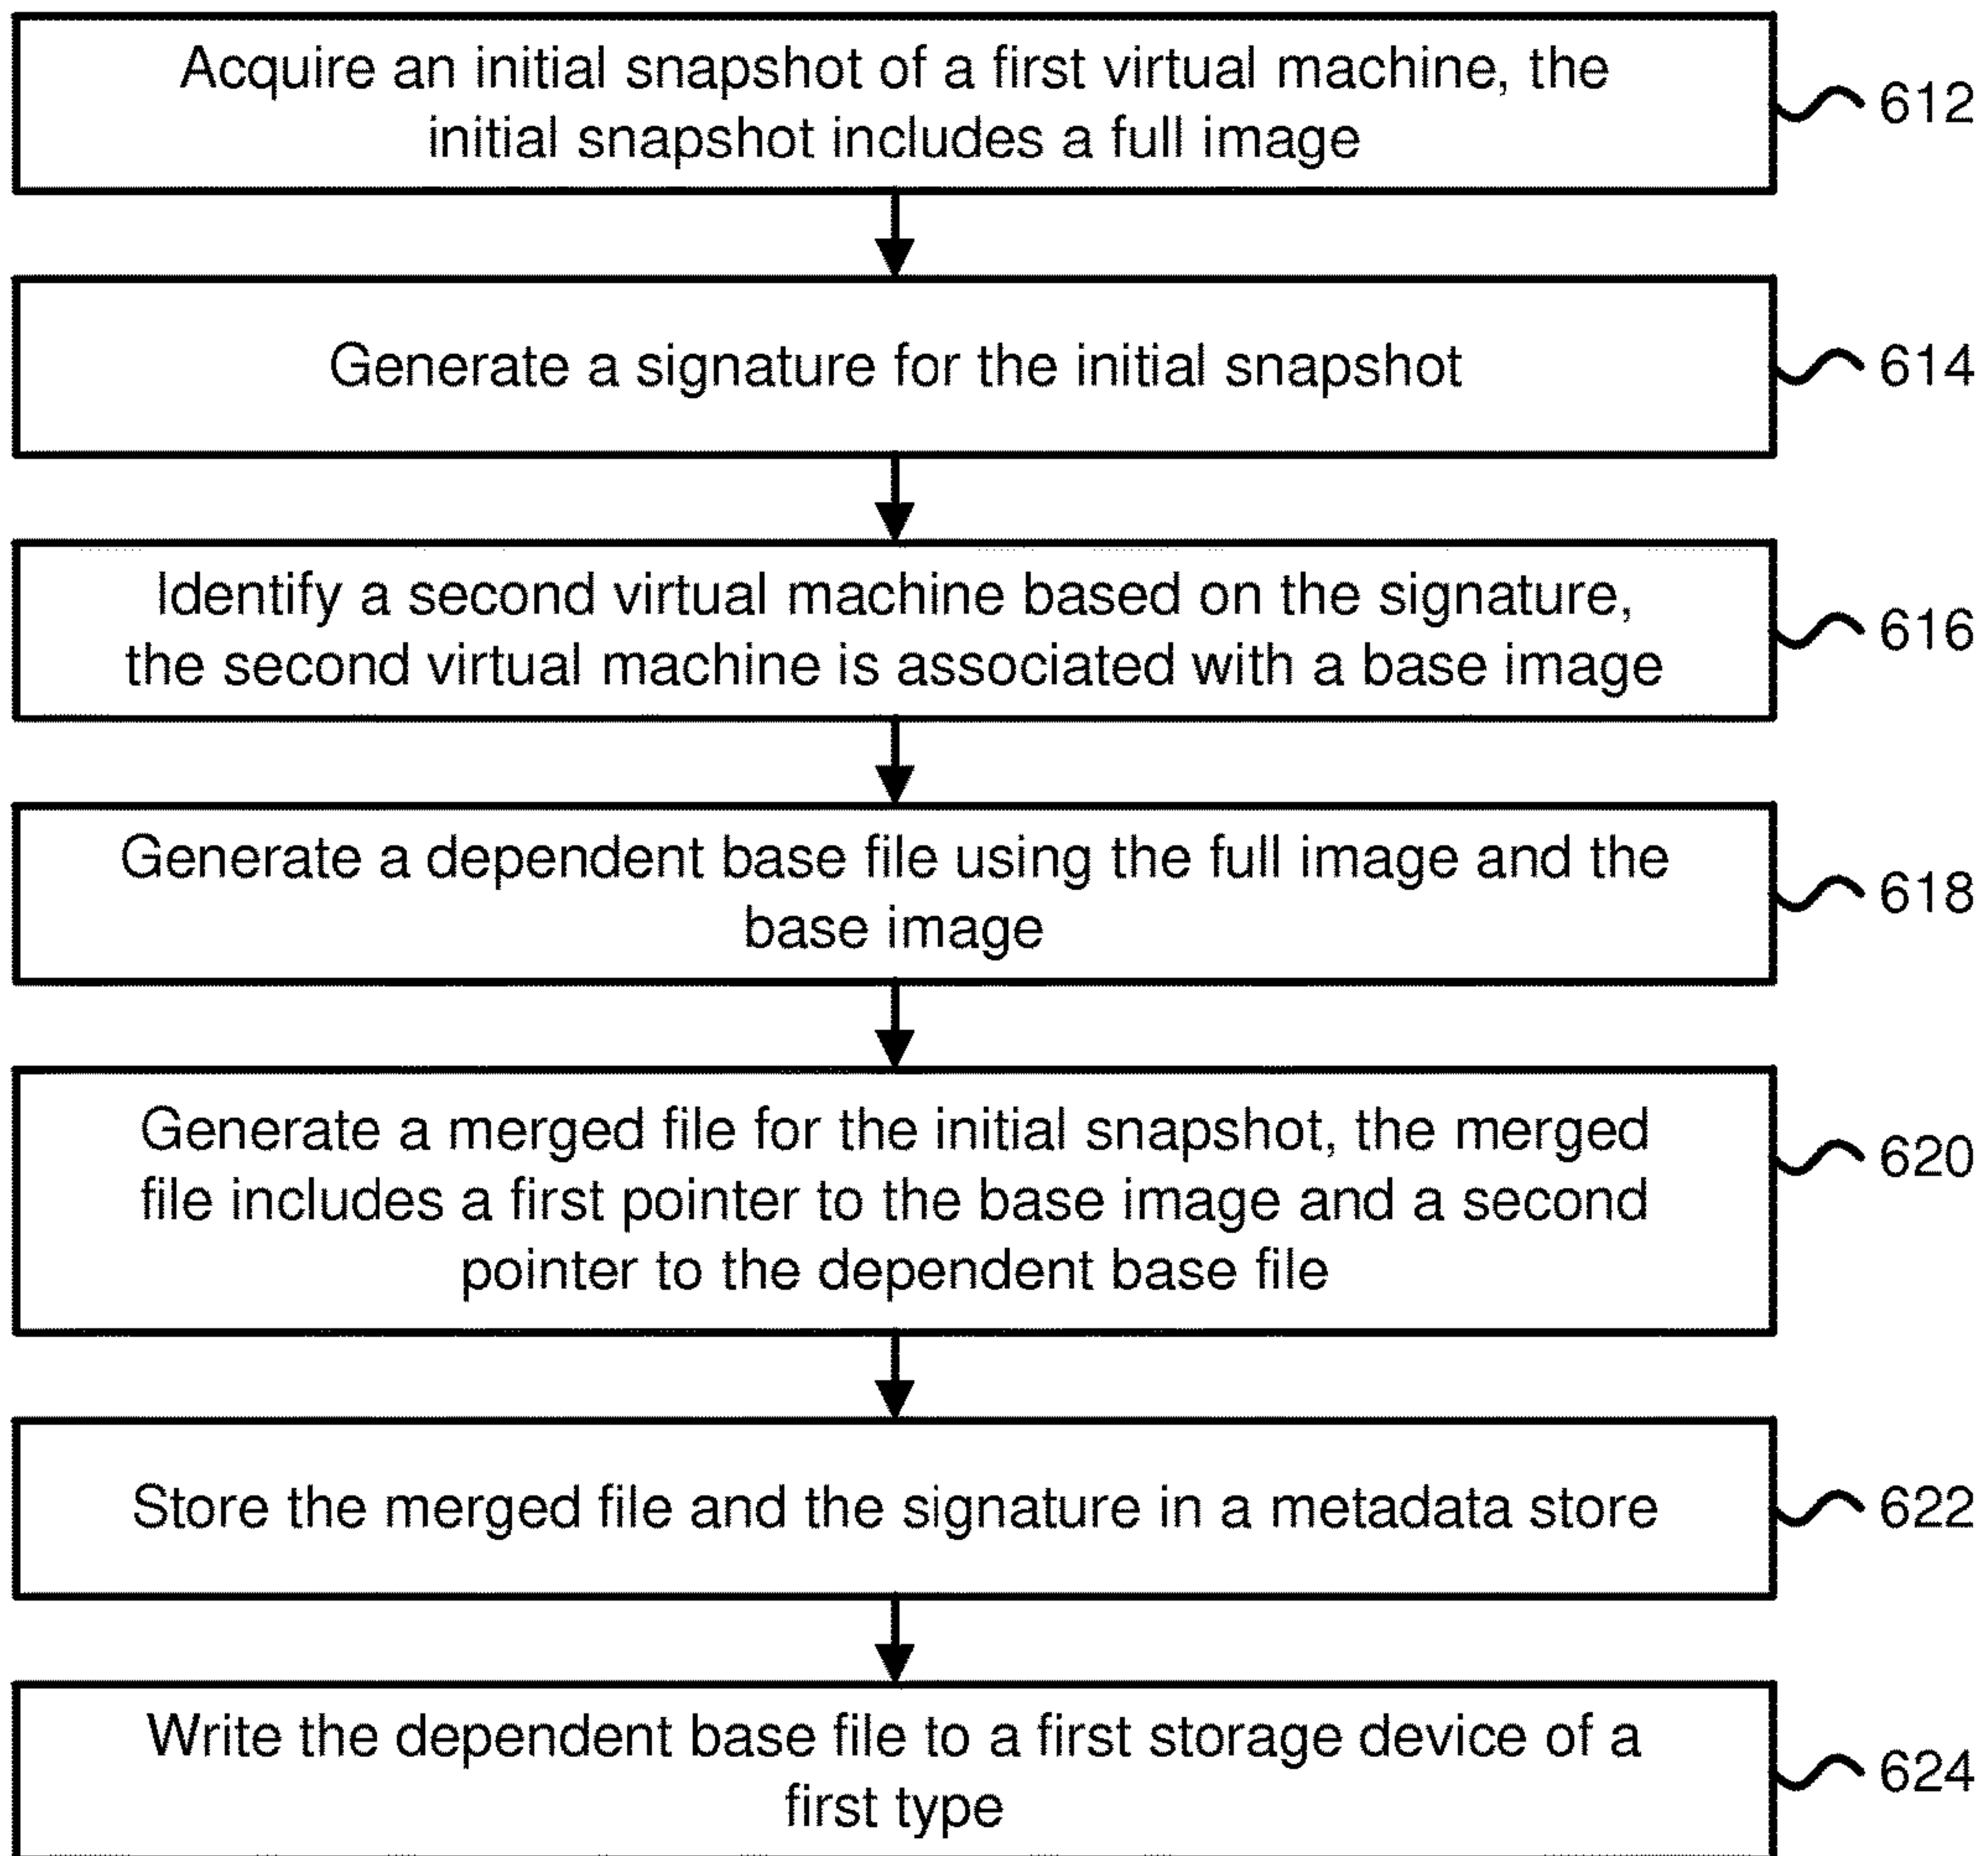 Acquire an initial snapshot of a first virtual machine, the
initial snapshot includes a full image
612
Generate a signature for the initial snapshot
614
Identify a second virtual machine based on the signature,
the second virtual machine is associated with a base image
616
Generate a dependent base file using the full image and the
base image
618
Generate a merged file for the initial snapshot, the merged
file includes a first pointer to the base image and a second
pointer to the dependent base file
620
Store the merged file and the signature in a metadata store
622
Write the dependent base file to a first storage device of a
first type
624